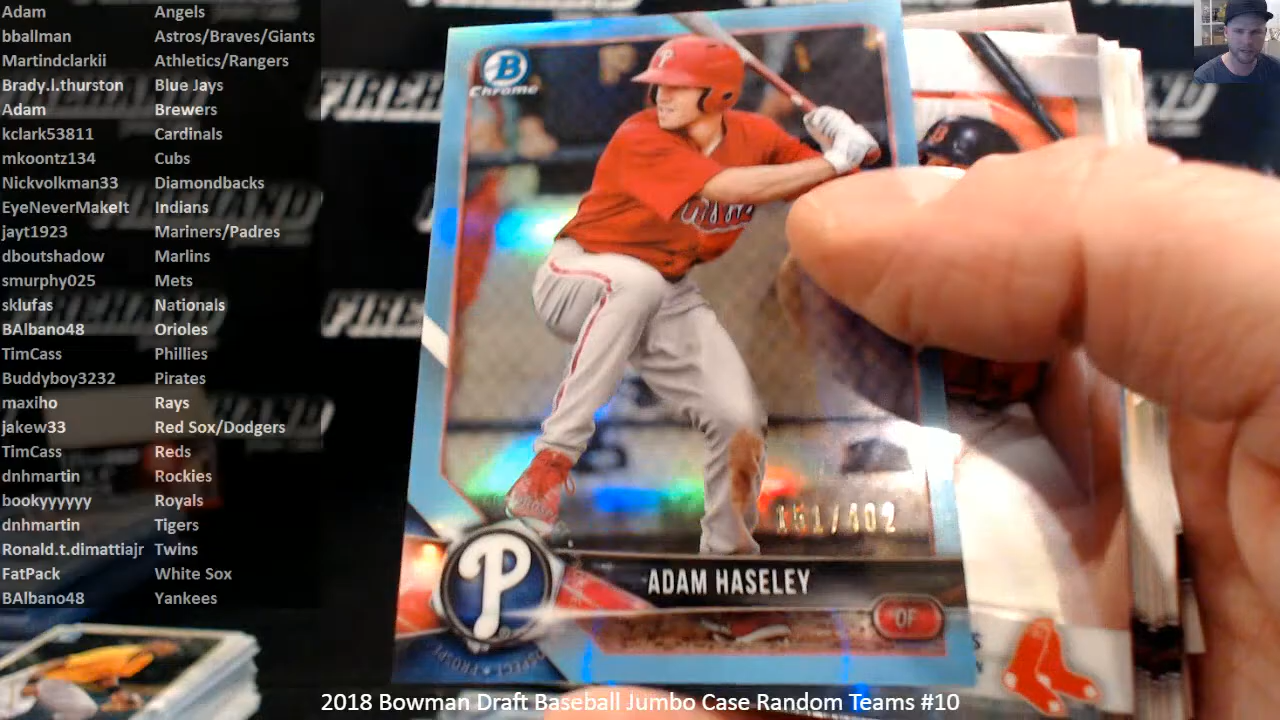 Adam Angels
bballman Astros/Braves/Giants
Martindclarkii Athletics/Rangers
Brady.l.thurston Blue Jays
Adam Brewers
kclark53811 Cardinals
mkoontz134 Cubs
Nickvolkman33 Diamondbacks
EyeNeverMakeIt Indians
jayt1923 Mariners/Padres
dboutshadow Marlins
smurphy025 Mets
sklufas Nationals
BAlbano48 Orioles
TimCass Phillies
Buddyboy3232 Pirates
maxiho Rays
jakew33 Red Sox/Dodgers
TimCass Reds
dnhmartin Rockies
bookyyyyyy Royals
dnhmartin Tigers
Ronald.t.dimattiajr Twins
FatPack White Sox
BAlbano48 Yankees
B
Chrome
151/402
P
ADAM HASELEY
OF
2018 Bowman Draft Baseball Jumbo Case Random Teams #10